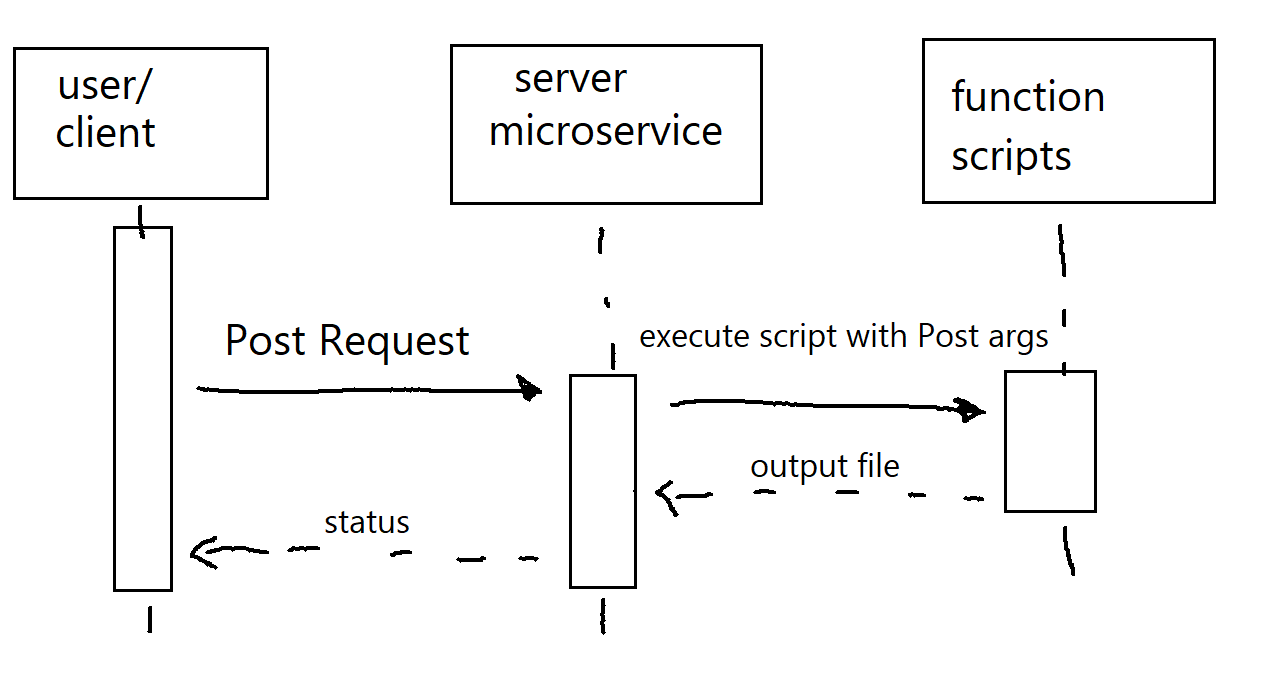 user/
client
server
microservice
function
scripts
Post Request
execute script with Post args
output file
status